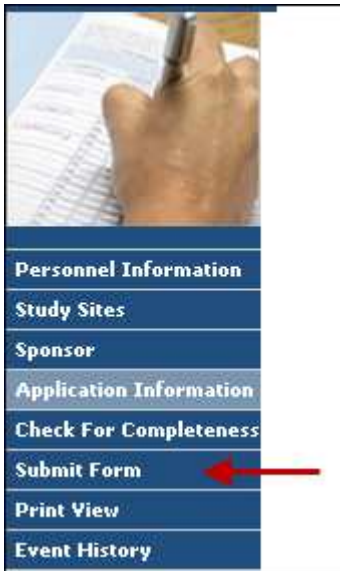 Personnel Information
Study Sites
Sponsor
Application Information
Check For Completeness
Submit Form
Print View
Event History